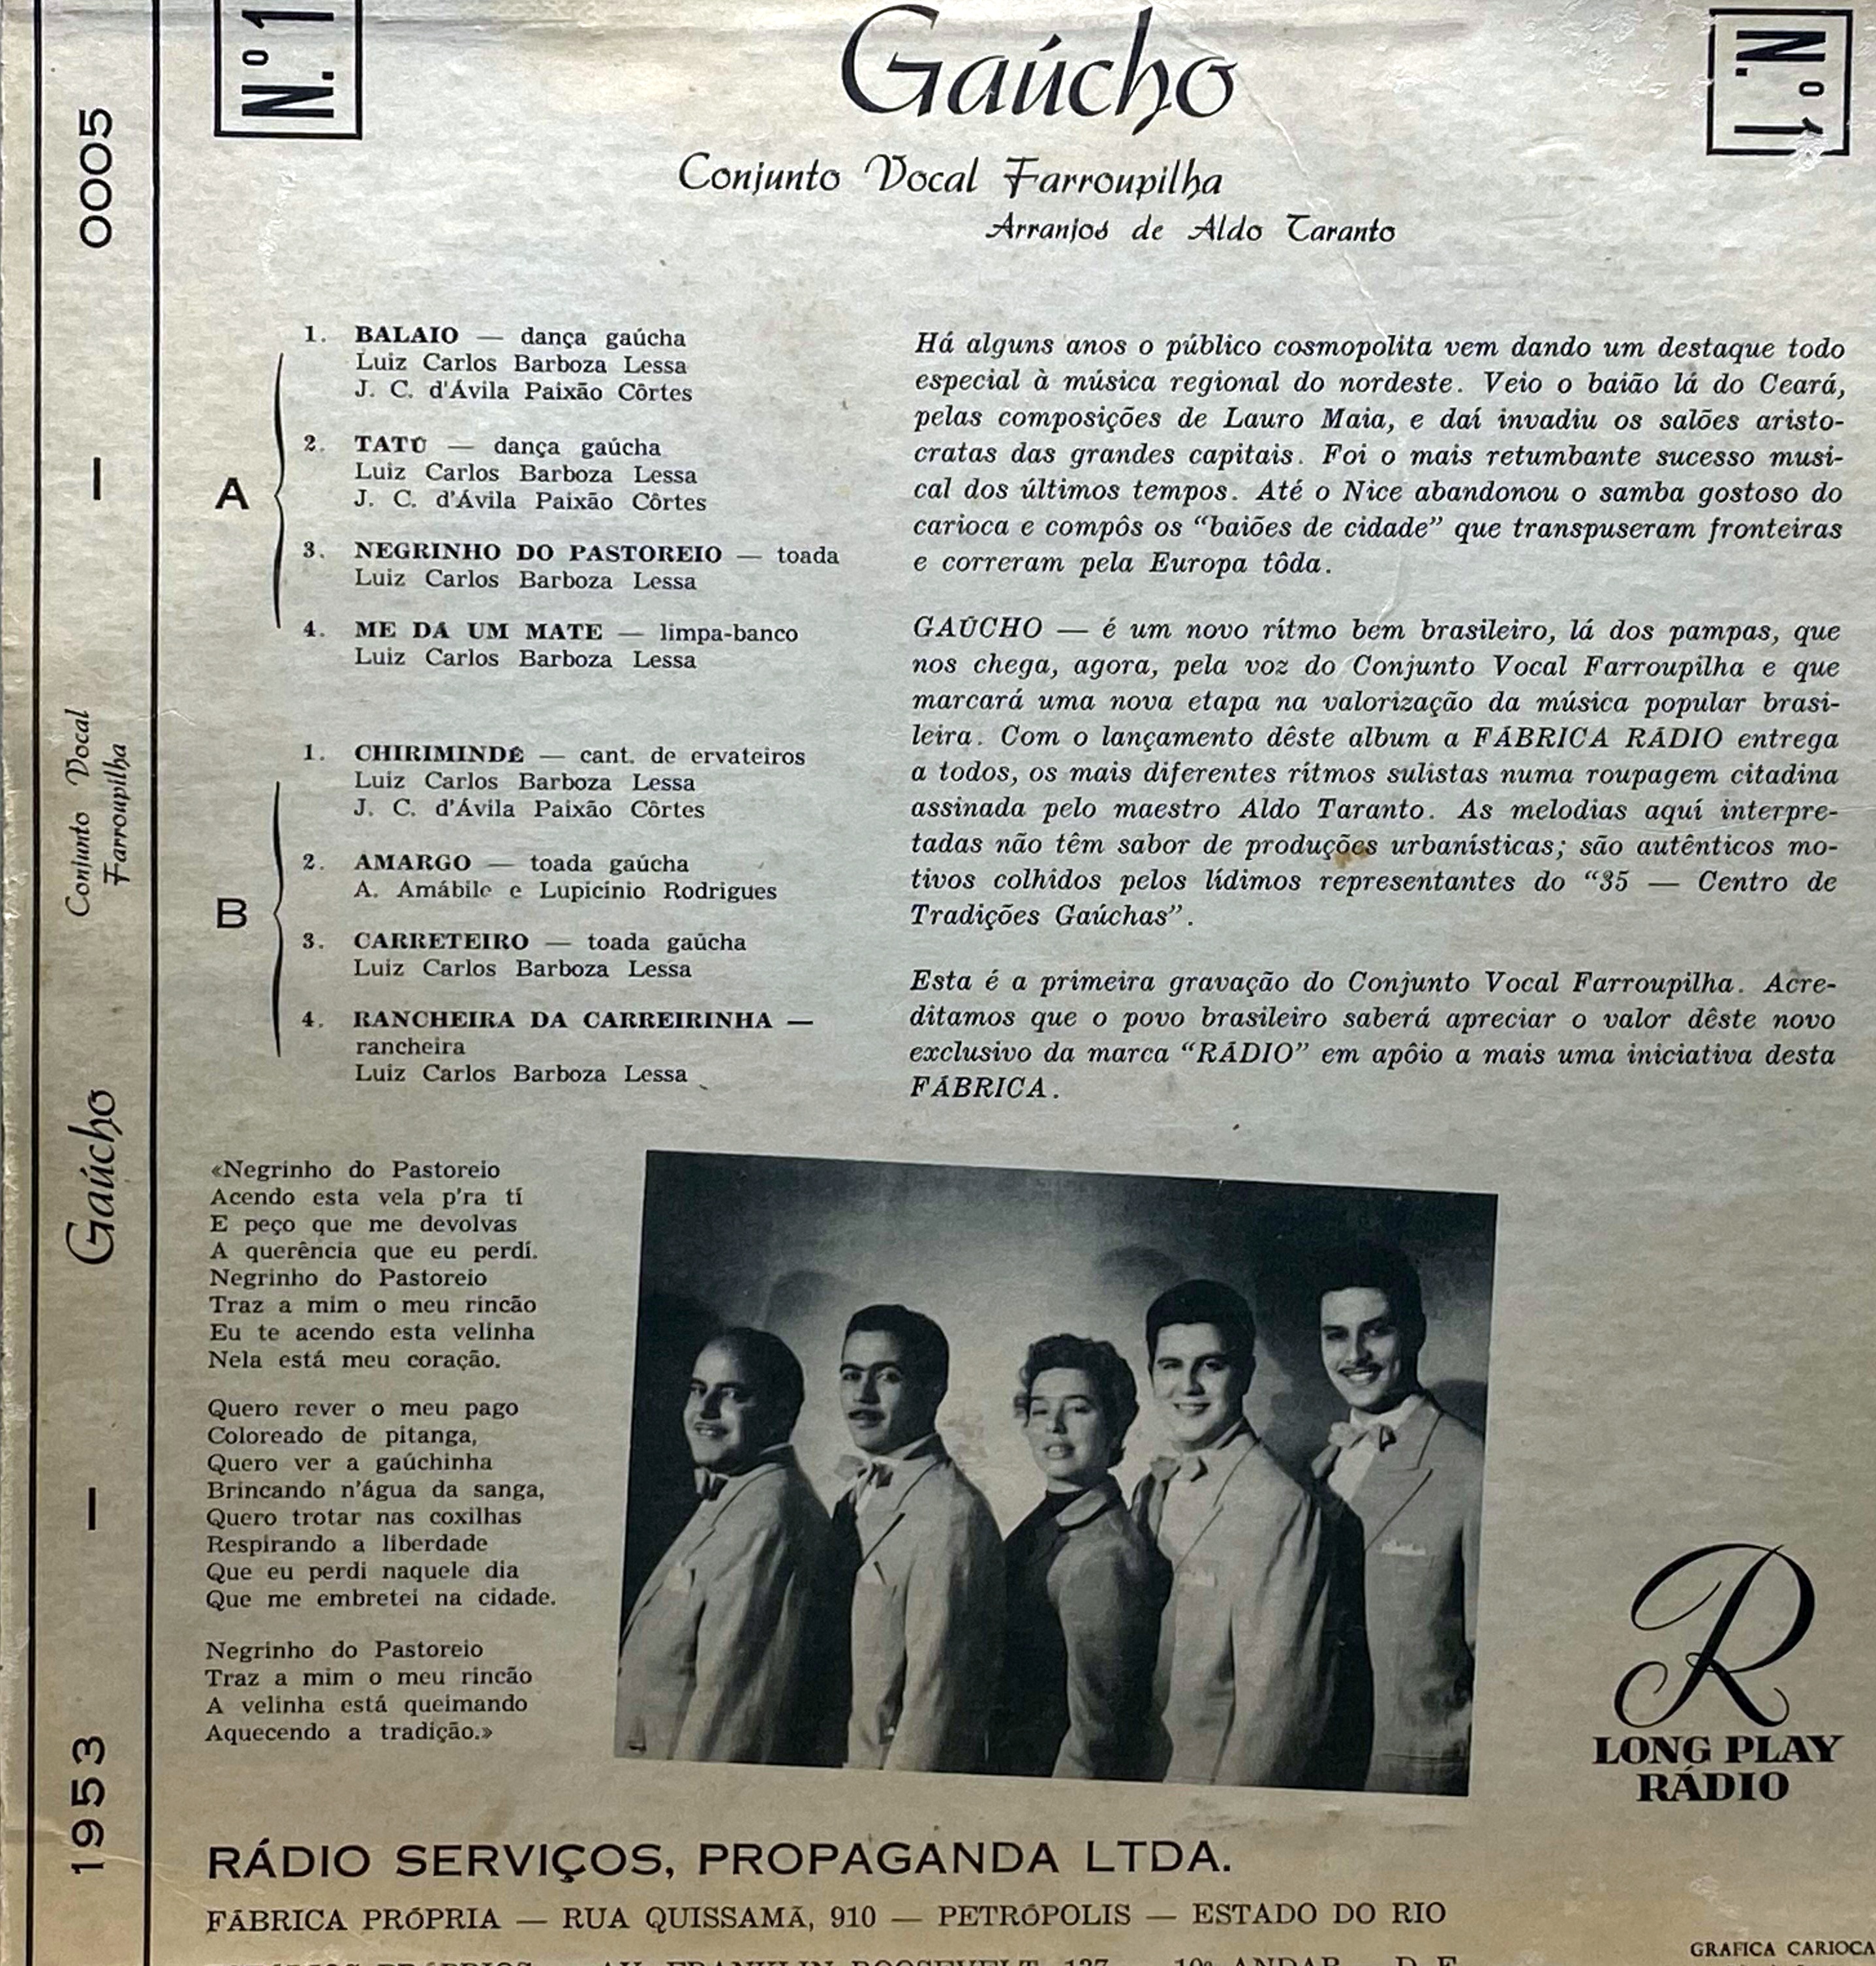 0005 — Conjunto Vocal
Farroupilha
Gaúcho — 1953
N.º 1
N.º 1
Gaúcho
Conjunto Vocal Farroupilha
Arranjos de Aldo Taranto
A
1. BALAIO — dança gaúcha
Luiz Carlos Barboza Lessa
J. C. d'Ávila Paixão Côrtes
2. TATÚ — dança gaúcha
Luiz Carlos Barboza Lessa
J. C. d'Ávila Paixão Côrtes
3. NEGRINHO DO PASTOREIO — toada
Luiz Carlos Barboza Lessa
4. ME DÁ UM MATE — limpa-banco
Luiz Carlos Barboza Lessa
B
1. CHIRIMINDÉ — cant. de ervateiros
Luiz Carlos Barboza Lessa
J. C. d'Ávila Paixão Côrtes
2. AMARGO — toada gaúcha
A. Amábile e Lupicínio Rodrigues
3. CARRETEIRO — toada gaúcha
Luiz Carlos Barboza Lessa
4. RANCHEIRA DA CARREIRINHA —
rancheira
Luiz Carlos Barboza Lessa
Há alguns anos o público cosmopolita vem dando um destaque todo
especial à música regional do nordeste. Veio o baião lá do Ceará,
pelas composições de Lauro Maia, e daí invadiu os salões aristo-
cratas das grandes capitais. Foi o mais retumbante sucesso musi-
cal dos últimos tempos. Até o Nice abandonou o samba gostoso do
carioca e compôs os “baiões de cidade” que transpuseram fronteiras
e correram pela Europa tôda.
GAÚCHO — é um novo rítmo bem brasileiro, lá dos pampas, que
nos chega, agora, pela voz do Conjunto Vocal Farroupilha e que
marcará uma nova etapa na valorização da música popular brasi-
leira. Com o lançamento dêste album a FÁBRICA RÁDIO entrega
a todos, os mais diferentes rítmos sulistas numa roupagem citadina
assinada pelo maestro Aldo Taranto. As melodias aquí interpre-
tadas não têm sabor de produções urbanísticas; são autênticos mo-
tivos colhidos pelos lídimos representantes do “35 — Centro de
Tradições Gaúchas”.
Esta é a primeira gravação do Conjunto Vocal Farroupilha. Acre-
ditamos que o povo brasileiro saberá apreciar o valor dêste novo
exclusivo da marca “RÁDIO” em apôio a mais uma iniciativa desta
FÁBRICA.
«Negrinho do Pastoreio
Acendo esta vela p'ra tí
E peço que me devolvas
A querência que eu perdí.
Negrinho do Pastoreio
Traz a mim o meu rincão
Eu te acendo esta velinha
Nela está meu coração.
Quero rever o meu pago
Coloreado de pitanga,
Quero ver a gaúchinha
Brincando n'água da sanga,
Quero trotar nas coxilhas
Respirando a liberdade
Que eu perdi naquele dia
Que me embretei na cidade.
Negrinho do Pastoreio
Traz a mim o meu rincão
A velinha está queimando
Aquecendo a tradição.»
R
LONG PLAY
RÁDIO
RÁDIO SERVIÇOS, PROPAGANDA LTDA.
FÁBRICA PRÓPRIA — RUA QUISSAMÃ, 910 — PETRÓPOLIS — ESTADO DO RIO
AV. FRANKLIN ROOSEVELT, 137 — 10º ANDAR — D. F.
GRAFICA CARIOCA